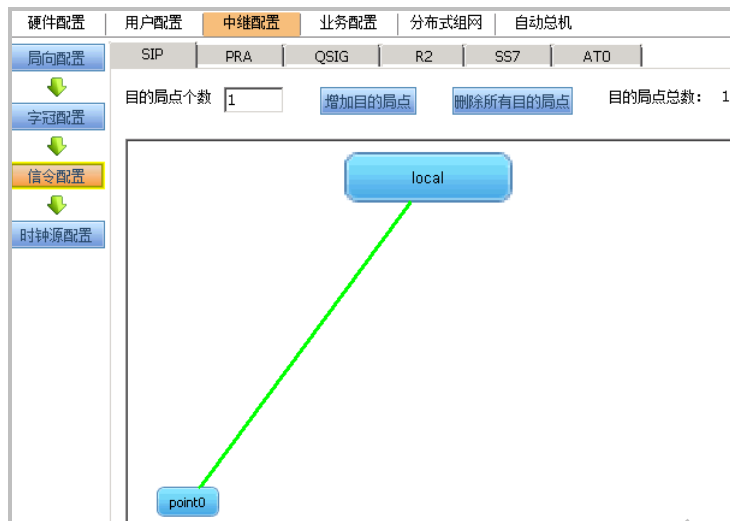 硬件配置 用户配置 中继配置 业务配置 分布式组网 自动总机
局向配置 SIP PRA QSIG R2 SS7 AT0
目的局点个数 1 增加目的局点 删除所有目的局点 目的局点总数： 1
字冠配置
信令配置 local
时钟源配置
point0